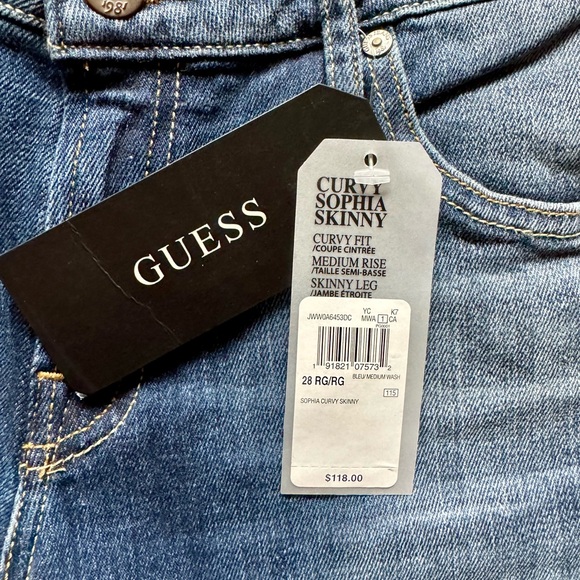 1981
GUESS
CURVY
SOPHIA
SKINNY
CURVY FIT
/COUPE CINTRÉE
MEDIUM RISE
/TAILLE SEMI-BASSE
SKINNY LEG
/JAMBE ÉTROITE
YC K7
JWW0A6453DC MWA 1 CA
1 91821 07573 2
28 RG/RG BLEU/ MEDIUM WASH
SOPHIA CURVY SKINNY 115
$118.00